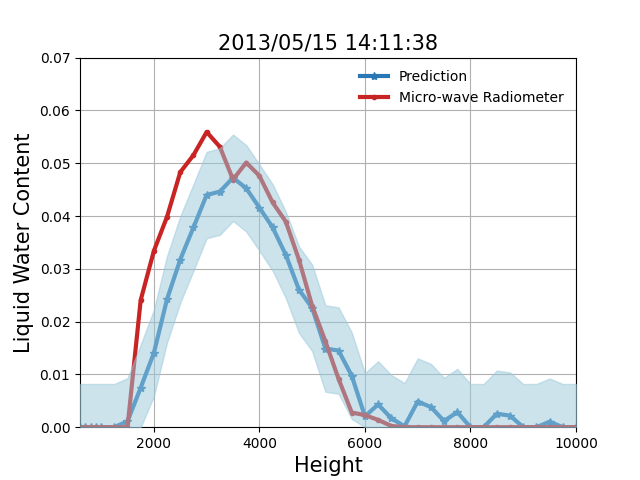 2013/05/15 14:11:38
0.07
0.06
0.05
0.04
0.03
0.02
0.01
0.00
Liquid Water Content
Prediction
Micro-wave Radiometer
2000 4000 6000 8000 10000
Height